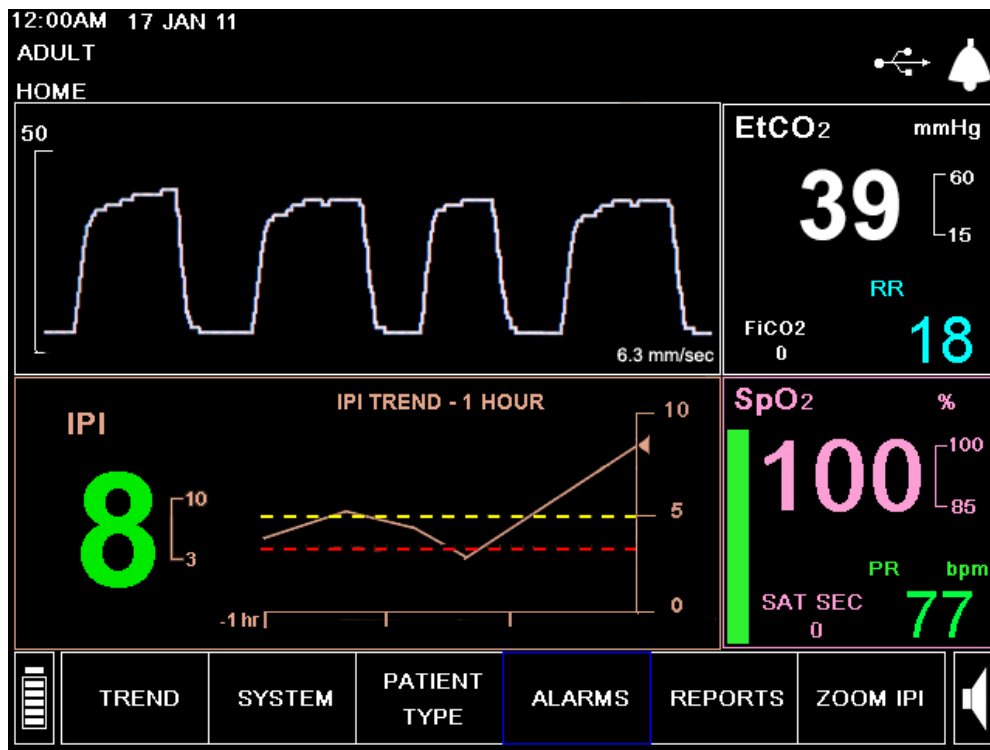 12:00AM 17 JAN 11
ADULT
HOME
50
6.3 mm/sec
EtCO2 mmHg
39
60
15
RR
FiCO2
0
18
IPI
8
10
3
IPI TREND - 1 HOUR
10
5
0
-1 hr
SpO2 %
100
100
85
PR bpm
SAT SEC
0
77
TREND
SYSTEM
PATIENT
TYPE
ALARMS
REPORTS
ZOOM IPI